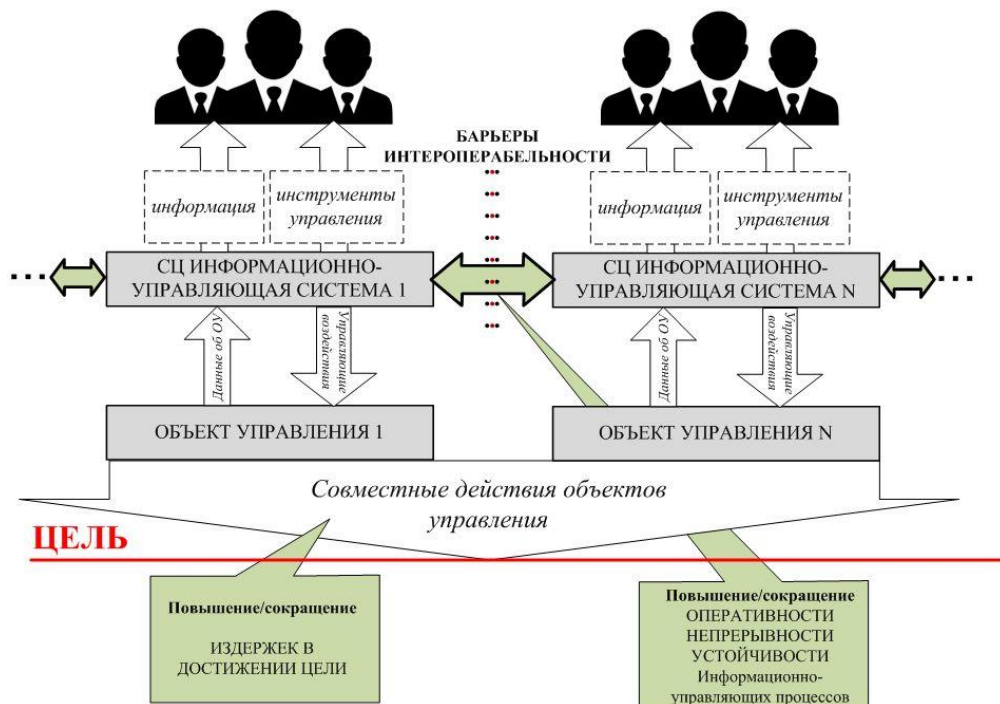 БАРЬЕРЫ
ИНТЕРОПЕРАБЕЛЬНОСТИ
информация
инструменты
управления
информация
инструменты
управления
СЦ ИНФОРМАЦИОННО-
УПРАВЛЯЮЩАЯ СИСТЕМА 1
СЦ ИНФОРМАЦИОННО-
УПРАВЛЯЮЩАЯ СИСТЕМА N
Данные об ОУ
Управляющие
воздействия
Данные об ОУ
Управляющие
воздействия
ОБЪЕКТ УПРАВЛЕНИЯ 1
ОБЪЕКТ УПРАВЛЕНИЯ N
Совместные действия объектов
управления
ЦЕЛЬ
Повышение/сокращение
ИЗДЕРЖЕК В
ДОСТИЖЕНИИ ЦЕЛИ
Повышение/сокращение
ОПЕРАТИВНОСТИ
НЕПРЕРЫВНОСТИ
УСТОЙЧИВОСТИ
Информационно-
управляющих процессов